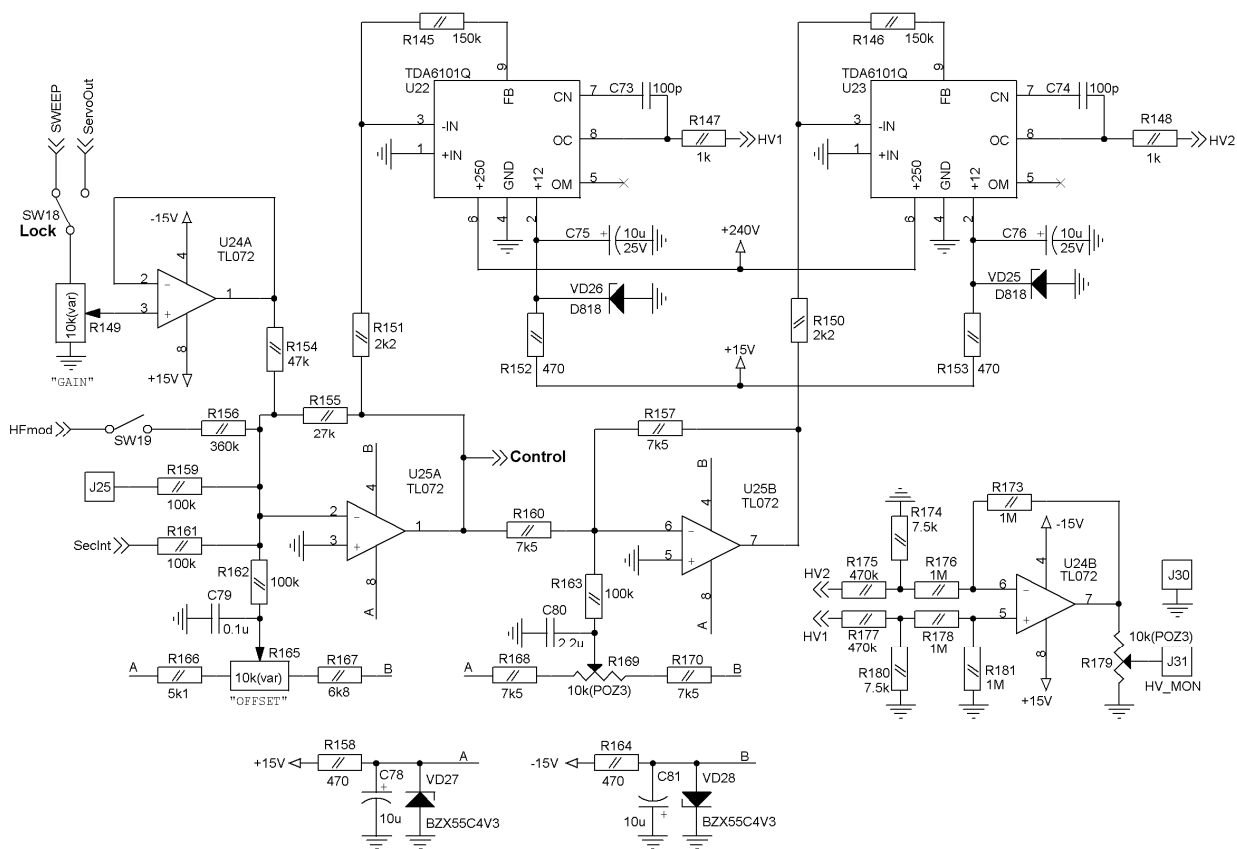 R145 150k
9
TDA6101Q
U22
FB
CN 7 C73 100p
3 -IN
1 +IN
OC 8
R147
1k
HV1
+250
GND
+12
OM 5
6 4 2
R146 150k
9
TDA6101Q
U23
FB
CN 7 C74 100p
3 -IN
1 +IN
OC 8
R148
1k
HV2
+250
GND
+12
OM 5
6 4 2
SWEEP
ServoOut
SW18
Lock
-15V
4
U24A
TL072
2
3
1
8
+15V
10k(var)
R149
"GAIN"
C75 + 10u
25V
+240V
C76 + 10u
25V
VD26
D818
VD25
D818
R151
2k2
R150
2k2
R154
47k
R152 470
+15V
R153 470
HFmod
SW19
R156
360k
R155
27k
R157
7k5
Control
J25
R159
100k
SecInt
R161
100k
B
4
U25A
TL072
2
3
1
8
A
R160
7k5
B
4
U25B
TL072
6
5
7
8
A
R162
100k
C79
0.1u
R163
100k
C80
2.2u
A
R166
5k1
R165
10k(var)
"OFFSET"
R167
6k8
B
A
R168
7k5
R169
10k(POZ3)
R170
7k5
B
R173
1M
R174
7.5k
-15V
4
U24B
TL072
HV2
R175
470k
R176
1M
6
5
7
HV1
R177
470k
R178
1M
R180
7.5k
R181
1M
8
+15V
J30
10k(POZ3)
R179
J31
HV_MON
+15V
R158
470
A
C78
+
10u
VD27
BZX55C4V3
-15V
R164
470
B
C81
10u
+
VD28
BZX55C4V3